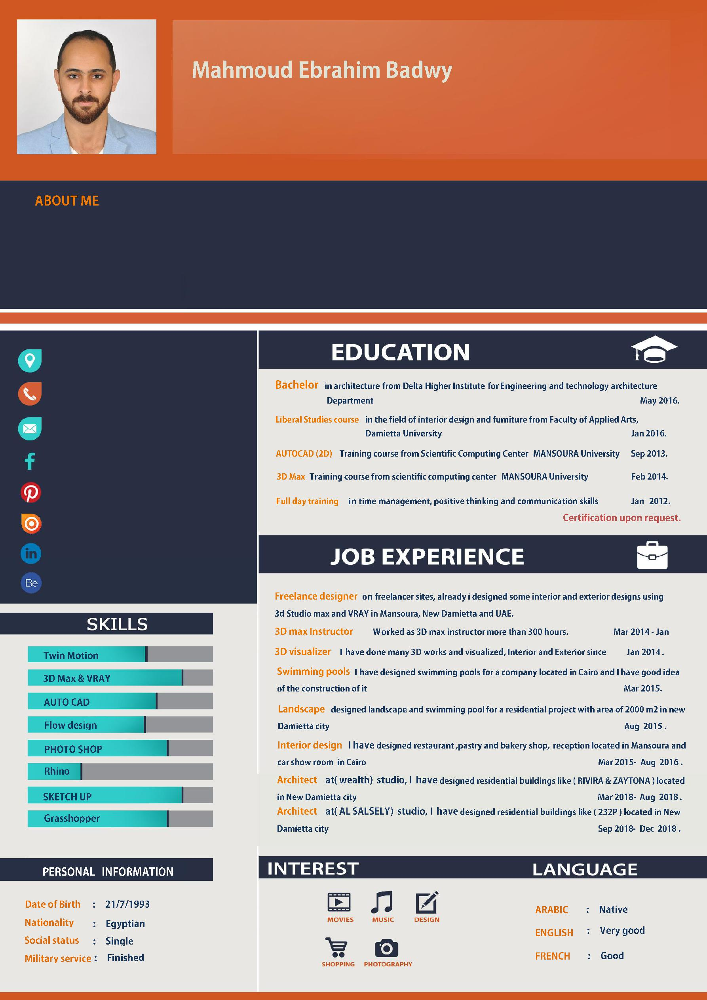 Mahmoud Ebrahim Badwy
ABOUT ME
f
in
Bē
SKILLS
Twin Motion
3D Max & VRAY
AUTO CAD
Flow design
PHOTO SHOP
Rhino
SKETCH UP
Grasshopper
PERSONAL INFORMATION
Date of Birth : 21/7/1993
Nationality : Egyptian
Social status : Single
Military service : Finished
EDUCATION
Bachelor in architecture from Delta Higher Institute for Engineering and technology architecture
Department May 2016.
Liberal Studies course in the field of interior design and furniture from Faculty of Applied Arts,
Damietta University Jan 2016.
AUTOCAD (2D) Training course from Scientific Computing Center MANSOURA University Sep 2013.
3D Max Training course from scientific computing center MANSOURA University Feb 2014.
Full day training in time management, positive thinking and communication skills Jan 2012.
Certification upon request.
JOB EXPERIENCE
Freelance designer on freelancer sites, already i designed some interior and exterior designs using
3d Studio max and VRAY in Mansoura, New Damietta and UAE.
3D max Instructor Worked as 3D max instructor more than 300 hours. Mar 2014 - Jan
3D visualizer I have done many 3D works and visualized, Interior and Exterior since Jan 2014 .
Swimming pools I have designed swimming pools for a company located in Cairo and I have good idea
of the construction of it Mar 2015.
Landscape designed landscape and swimming pool for a residential project with area of 2000 m2 in new
Damietta city Aug 2015 .
Interior design I have designed restaurant ,pastry and bakery shop, reception located in Mansoura and
car show room in Cairo Mar 2015- Aug 2016 .
Architect at( wealth) studio, I have designed residential buildings like ( RIVIRA & ZAYTONA ) located
in New Damietta city Mar 2018- Aug 2018 .
Architect at( AL SALSELY) studio, I have designed residential buildings like ( 232P ) located in New
Damietta city Sep 2018- Dec 2018 .
INTEREST
MOVIES MUSIC DESIGN
SHOPPING PHOTOGRAPHY
LANGUAGE
ARABIC : Native
ENGLISH : Very good
FRENCH : Good